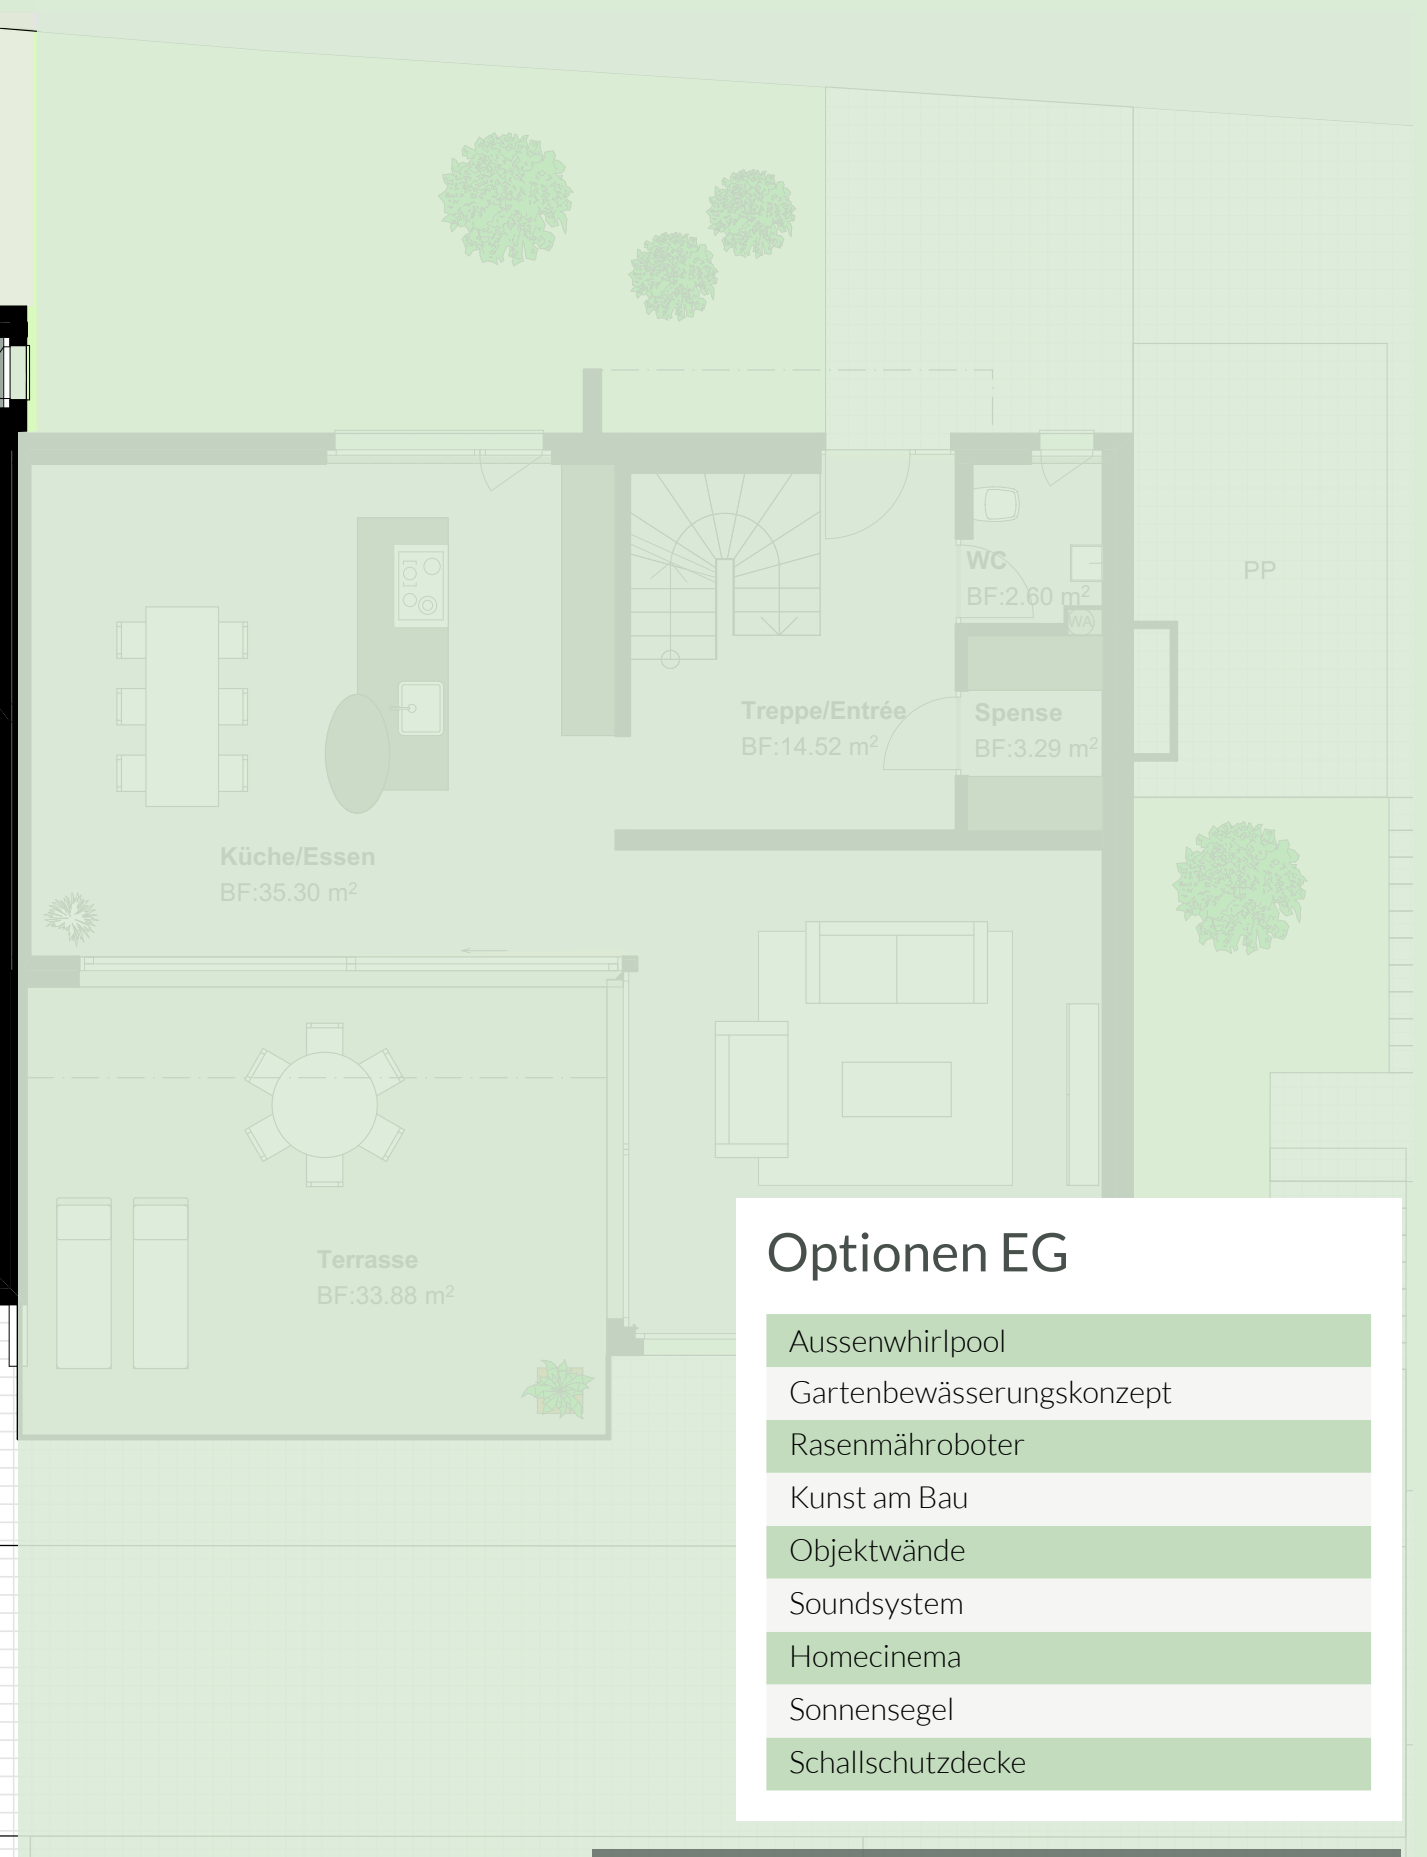 WC
BF:2.60 m²
WA
PP
Treppe/Entrée
BF:14.52 m²
Spense
BF:3.29 m²
Küche/Essen
BF:35.30 m²
Terrasse
BF:33.88 m²
Optionen EG
Aussenwhirlpool
Gartenbewässerungskonzept
Rasenmähroboter
Kunst am Bau
Objektwände
Soundsystem
Homecinema
Sonnensegel
Schallschutzdecke